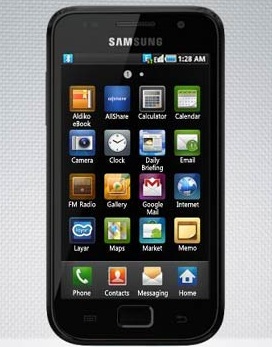 SAMSUNG
1:28 AM
1
Aldiko eBook
AllShare
Calculator
Calendar
Camera
Clock
Daily Briefing
Email
FM Radio
Gallery
Google Mail
Internet
Layar
Maps
Market
Memo
Phone
Contacts
Messaging
Home